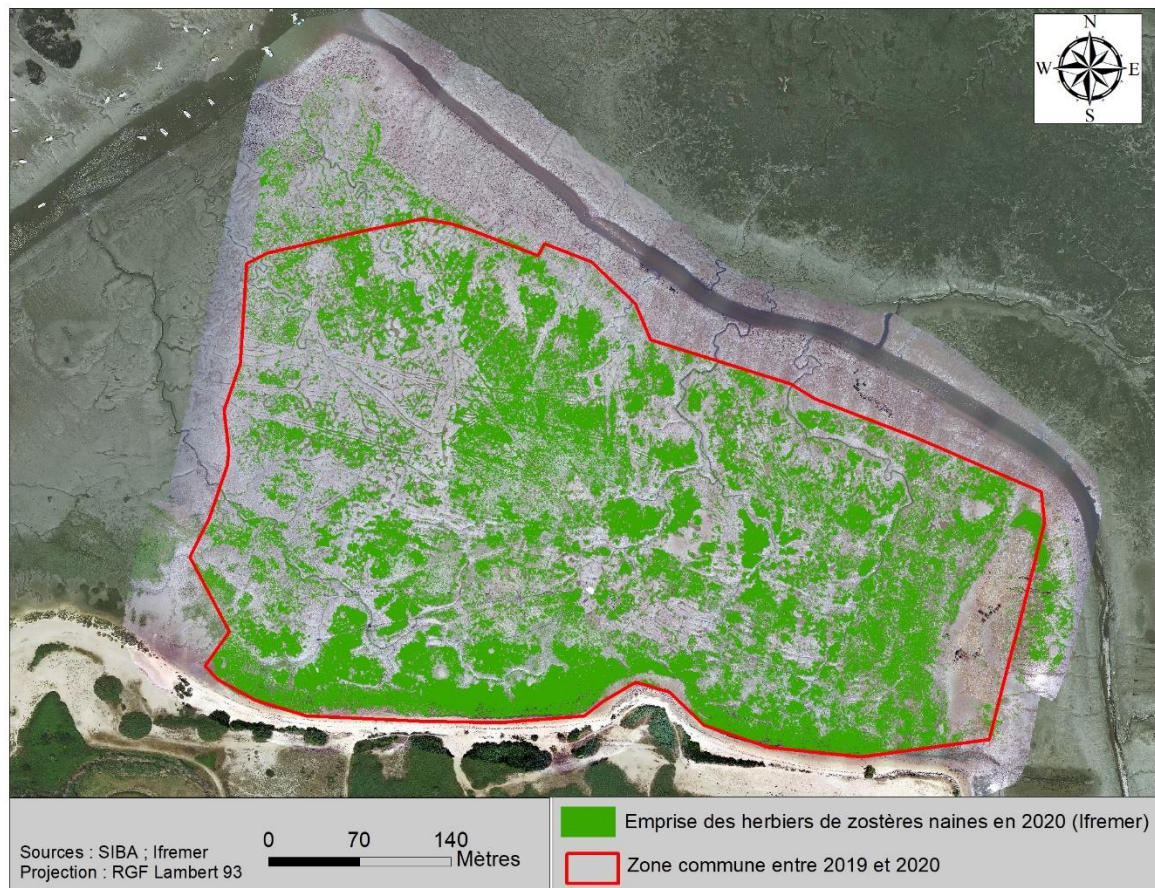 N
W E
S
Sources : SIBA ; Ifremer
Projection : RGF Lambert 93
0 70 140
Mètres
Emprise des herbiers de zostères naines en 2020 (Ifremer)
Zone commune entre 2019 et 2020